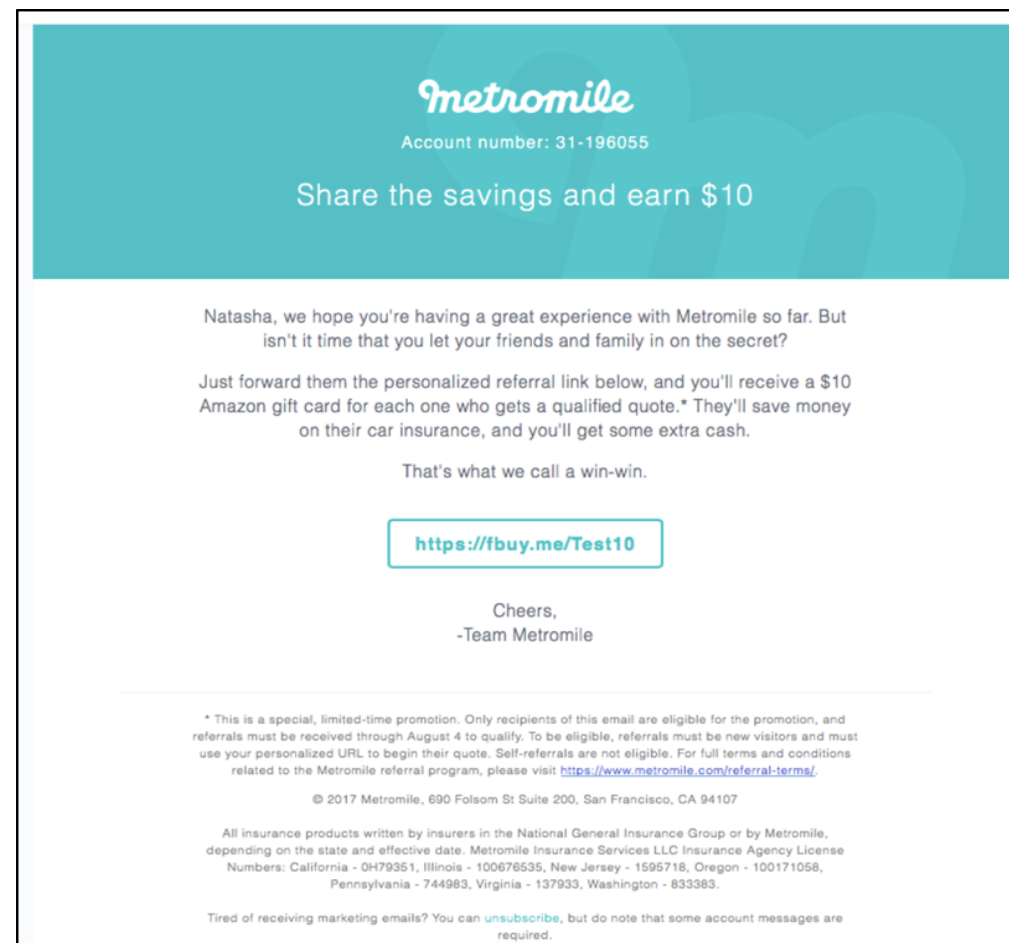 metromile
Account number: 31-196055
Share the savings and earn $10
Natasha, we hope you're having a great experience with Metromile so far. But
isn't it time that you let your friends and family in on the secret?
Just forward them the personalized referral link below, and you'll receive a $10
Amazon gift card for each one who gets a qualified quote.* They'll save money
on their car insurance, and you'll get some extra cash.
That's what we call a win-win.
https://fbuy.me/Test10
Cheers,
-Team Metromile
* This is a special, limited-time promotion. Only recipients of this email are eligible for the promotion, and
referrals must be received through August 4 to qualify. To be eligible, referrals must be new visitors and must
use your personalized URL to begin their quote. Self-referrals are not eligible. For full terms and conditions
related to the Metromile referral program, please visit https://www.metromile.com/referral-terms/.
© 2017 Metromile, 690 Folsom St Suite 200, San Francisco, CA 94107
All insurance products written by insurers in the National General Insurance Group or by Metromile,
depending on the state and effective date. Metromile Insurance Services LLC Insurance Agency License
Numbers: California - 0H79351, Illinois - 100676535, New Jersey - 1595718, Oregon - 100171058,
Pennsylvania - 744983, Virginia - 137933, Washington - 833383.
Tired of receiving marketing emails? You can unsubscribe, but do note that some account messages are
required.